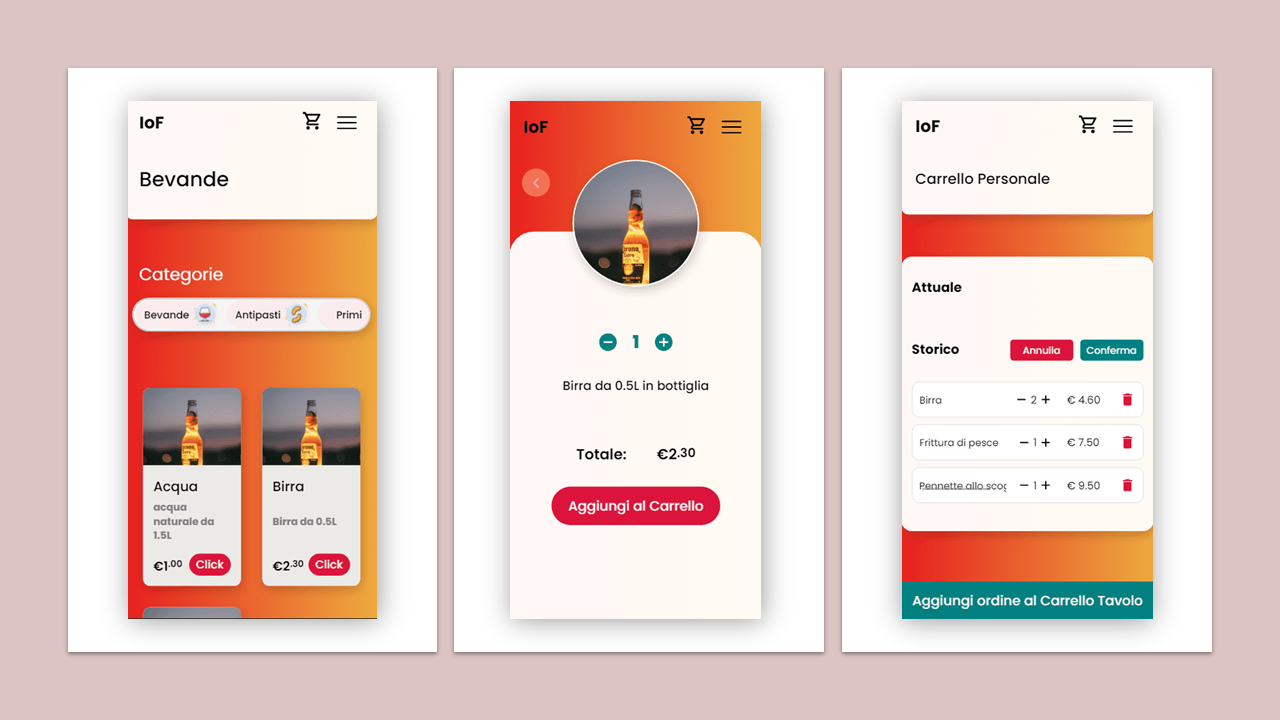 IoF
Bevande
Categorie
Bevande Antipasti Primi
Acqua
acqua
naturale da
1.5L
€1.00 Click
Birra
Birra da 0.5L
€2.30 Click
IoF
1
Birra da 0.5L in bottiglia
Totale: €2.30
Aggiungi al Carrello
IoF
Carrello Personale
Attuale
Storico Annulla Conferma
Birra 2 € 4.60
Frittura di pesce 1 € 7.50
Pennette allo 1 € 9.50
Aggiungi ordine al Carrello Tavolo